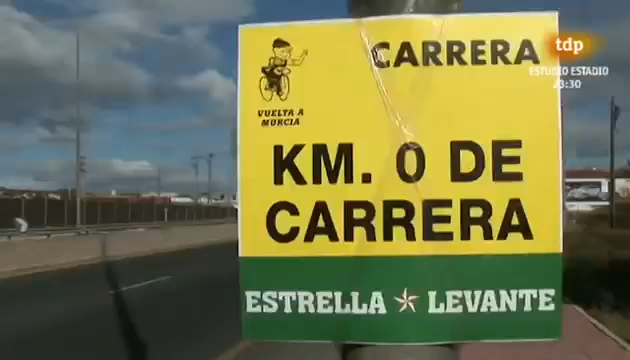 CARRERA
tdp
ESTUDIO ESTADIO
23:30
VUELTA A
MURCIA
KM. 0 DE
CARRERA
ESTRELLA LEVANTE